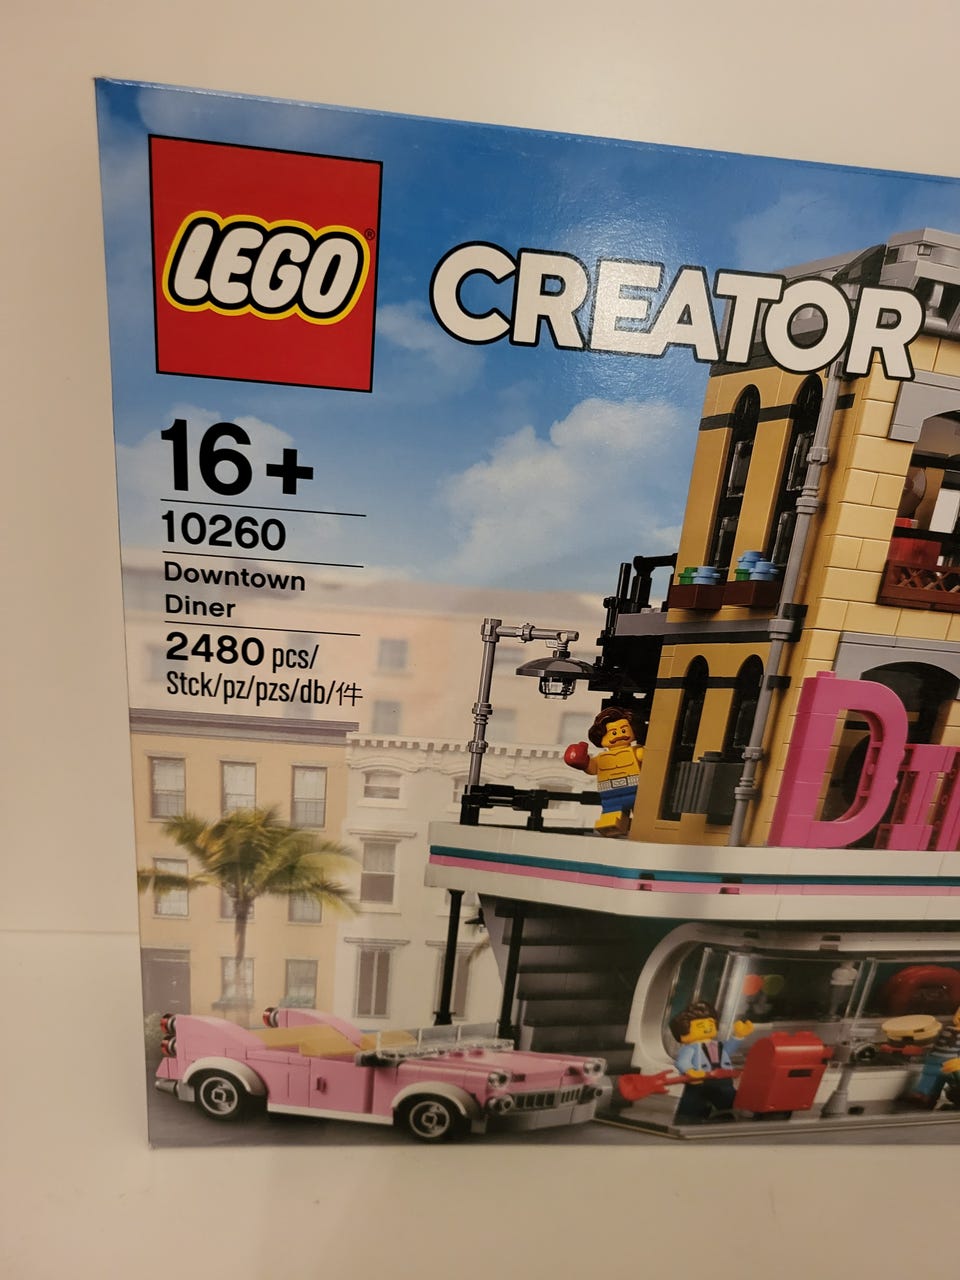 LEGO®
CREATOR
16+
10260
Downtown
Diner
2480 pcs/
Stck/pz/pzs/db/件